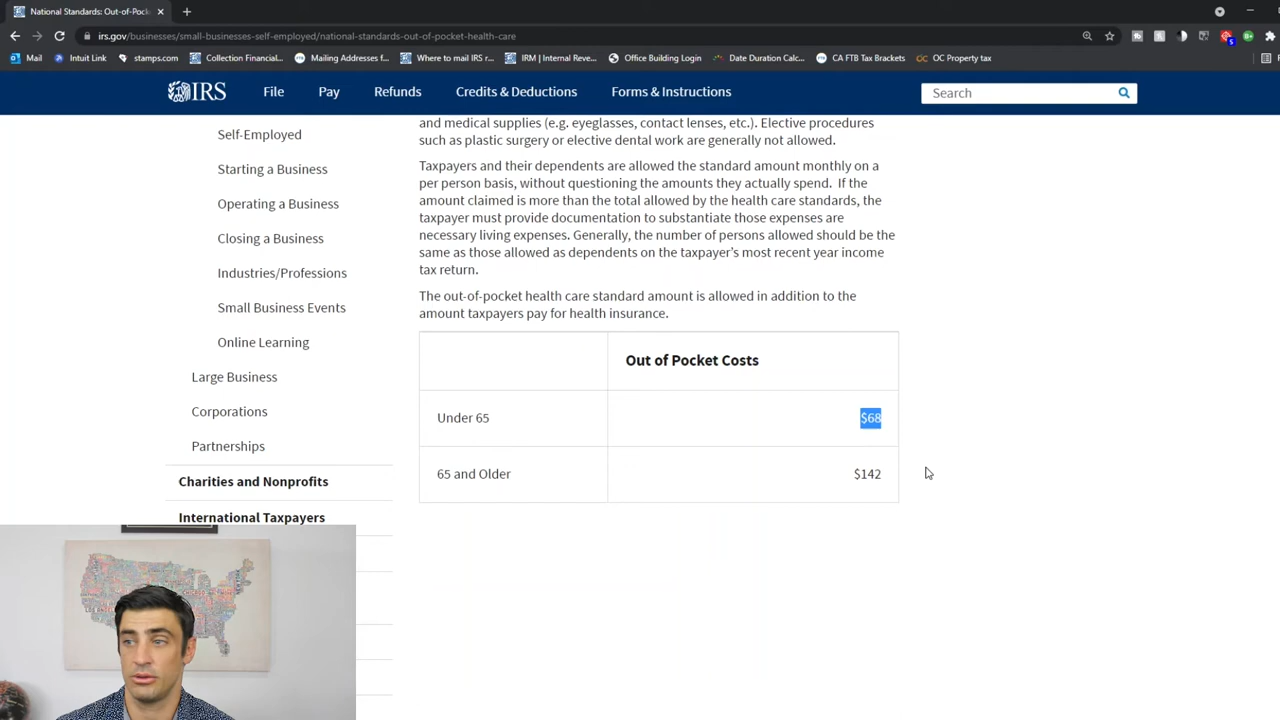 National Standards: Out-of-Pock
irs.gov/businesses/small-businesses-self-employed/national-standards-out-of-pocket-health-care
Mail
Intuit Link
stamps.com
Collection Financial...
Mailing Addresses f...
Where to mail IRS r...
IRM | Internal Reve...
Office Building Login
Date Duration Calc...
CA FTB Tax Brackets
OC Property tax
IRS
File
Pay
Refunds
Credits & Deductions
Forms & Instructions
Search
Self-Employed
Starting a Business
Operating a Business
Closing a Business
Industries/Professions
Small Business Events
Online Learning
Large Business
Corporations
Partnerships
Charities and Nonprofits
International Taxpayers
and medical supplies (e.g. eyeglasses, contact lenses, etc.). Elective procedures
such as plastic surgery or elective dental work are generally not allowed.
Taxpayers and their dependents are allowed the standard amount monthly on a
per person basis, without questioning the amounts they actually spend. If the
amount claimed is more than the total allowed by the health care standards, the
taxpayer must provide documentation to substantiate those expenses are
necessary living expenses. Generally, the number of persons allowed should be the
same as those allowed as dependents on the taxpayer's most recent year income
tax return.
The out-of-pocket health care standard amount is allowed in addition to the
amount taxpayers pay for health insurance.
Out of Pocket Costs
Under 65 $68
65 and Older $142